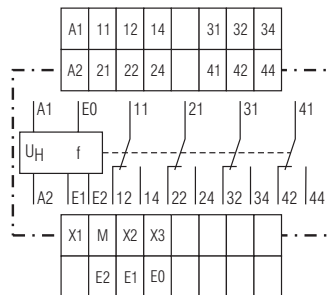 A1 11 12 14 31 32 34
A2 21 22 24 41 42 44
A1 E0 11 21 31 41
UH f
A2 E1 E2 12 14 22 24 32 34 42 44
X1 M X2 X3
E2 E1 E0